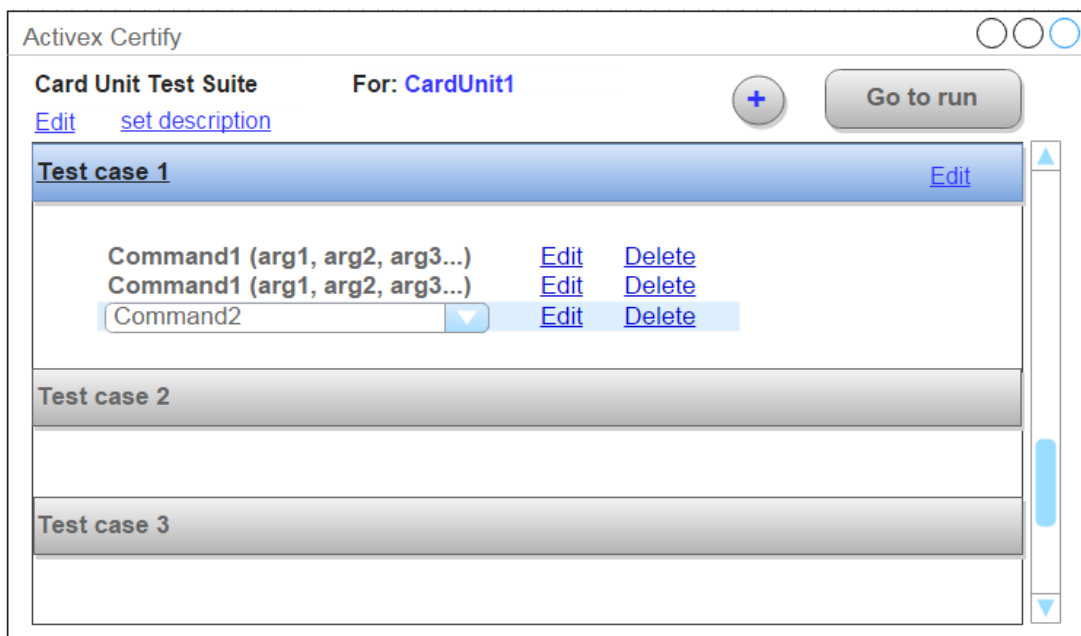 Activex Certify
Card Unit Test Suite For: CardUnit1
+ Go to run
Edit set description
Test case 1 Edit
Command1 (arg1, arg2, arg3...) Edit Delete
Command1 (arg1, arg2, arg3...) Edit Delete
Command2 Edit Delete
Test case 2
Test case 3